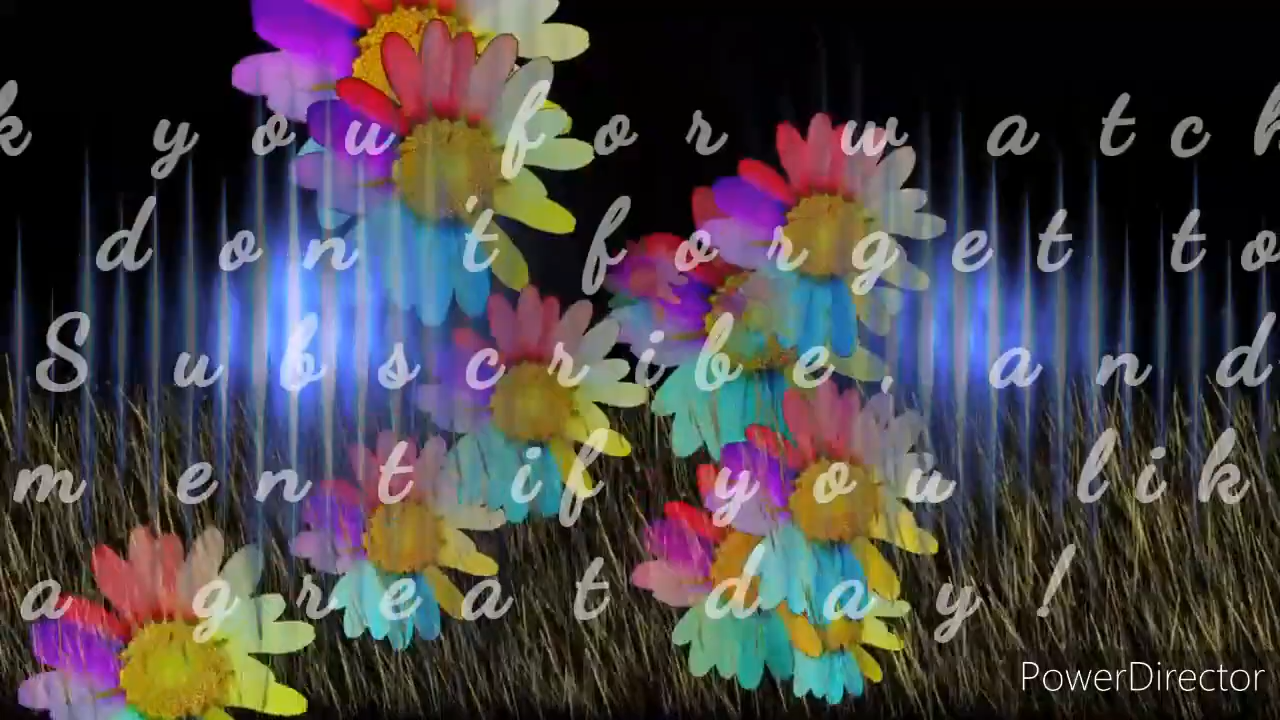 k you for watch
don't forget to
Subscribe, and
ment if you lik
a great day!
PowerDirector